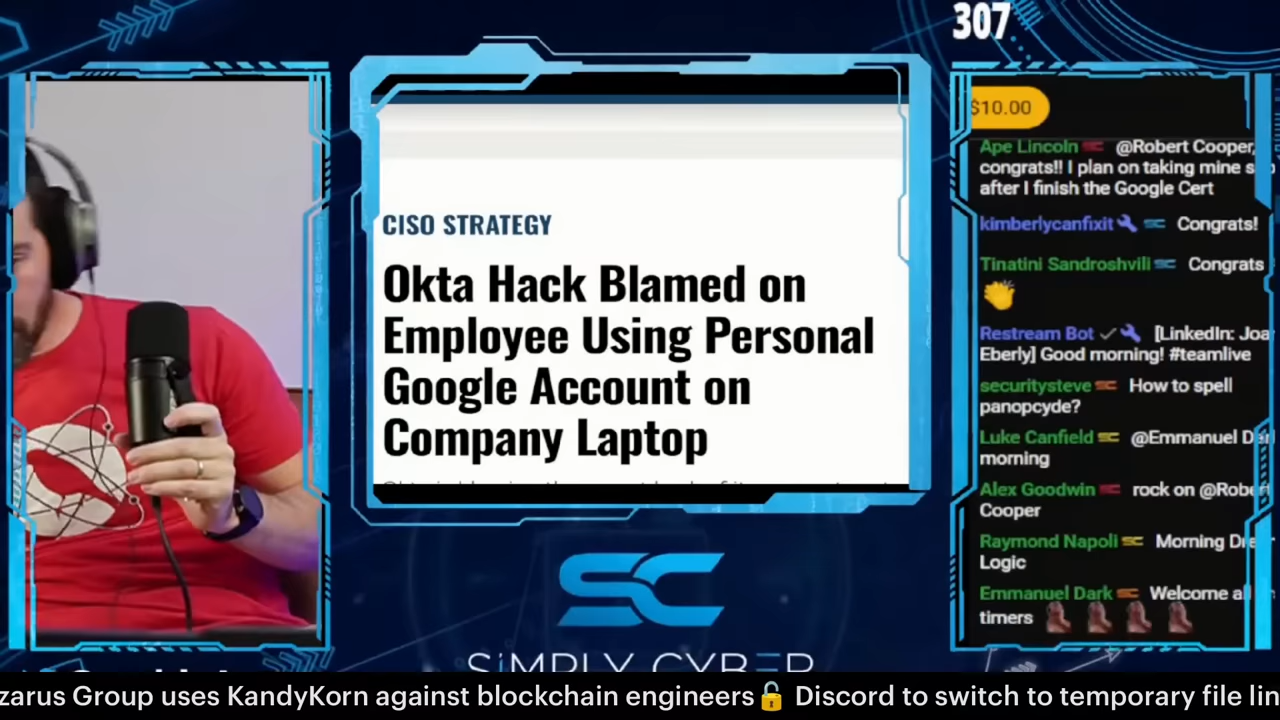 307
$10.00
CISO STRATEGY
Okta Hack Blamed on
Employee Using Personal
Google Account on
Company Laptop
Ape Lincoln @Robert Cooper,
congrats!! I plan on taking mine
after I finish the Google Cert
kimberlycanfixit Congrats!
Tinatini Sandroshvili Congrats
Restream Bot [LinkedIn: Joa
Eberly] Good morning! #teamlive
securitysteve How to spell
panopcyde?
Luke Canfield @Emmanuel
morning
Alex Goodwin rock on @Robert
Cooper
Raymond Napoli Morning
Logic
Emmanuel Dark Welcome
timers
SC
SIMPLY CYBER
zarus Group uses KandyKorn against blockchain engineers🔓 Discord to switch to temporary file lin